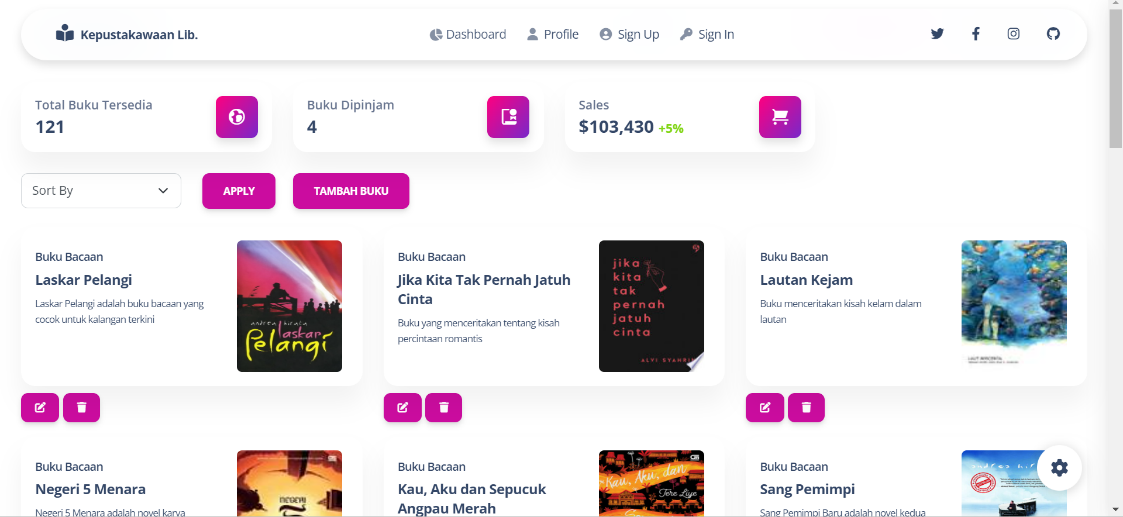 Kepustakawaan Lib.
Dashboard
Profile
Sign Up
Sign In
Total Buku Tersedia
121
Buku Dipinjam
4
Sales
$103,430 +5%
Sort By
APPLY
TAMBAH BUKU
Buku Bacaan
Laskar Pelangi
Laskar Pelangi adalah buku bacaan yang
cocok untuk kalangan terkini
andrea hirata
laskar
Pelangi
Buku Bacaan
Jika Kita Tak Pernah Jatuh
Cinta
Buku yang menceritakan tentang kisah
percintaan romantis
jika
kita
tak
pernah
jatuh
cinta
ALVI SYAHRIN
Buku Bacaan
Lautan Kejam
Buku menceritakan kisah kelam dalam
lautan
Buku Bacaan
Negeri 5 Menara
Negeri 5 Menara adalah novel karya
NEGERI
Buku Bacaan
Kau, Aku dan Sepucuk
Angpau Merah
Kau, Aku, dan
Tere Liye
Buku Bacaan
Sang Pemimpi
Sang Pemimpi Baru adalah novel kedua